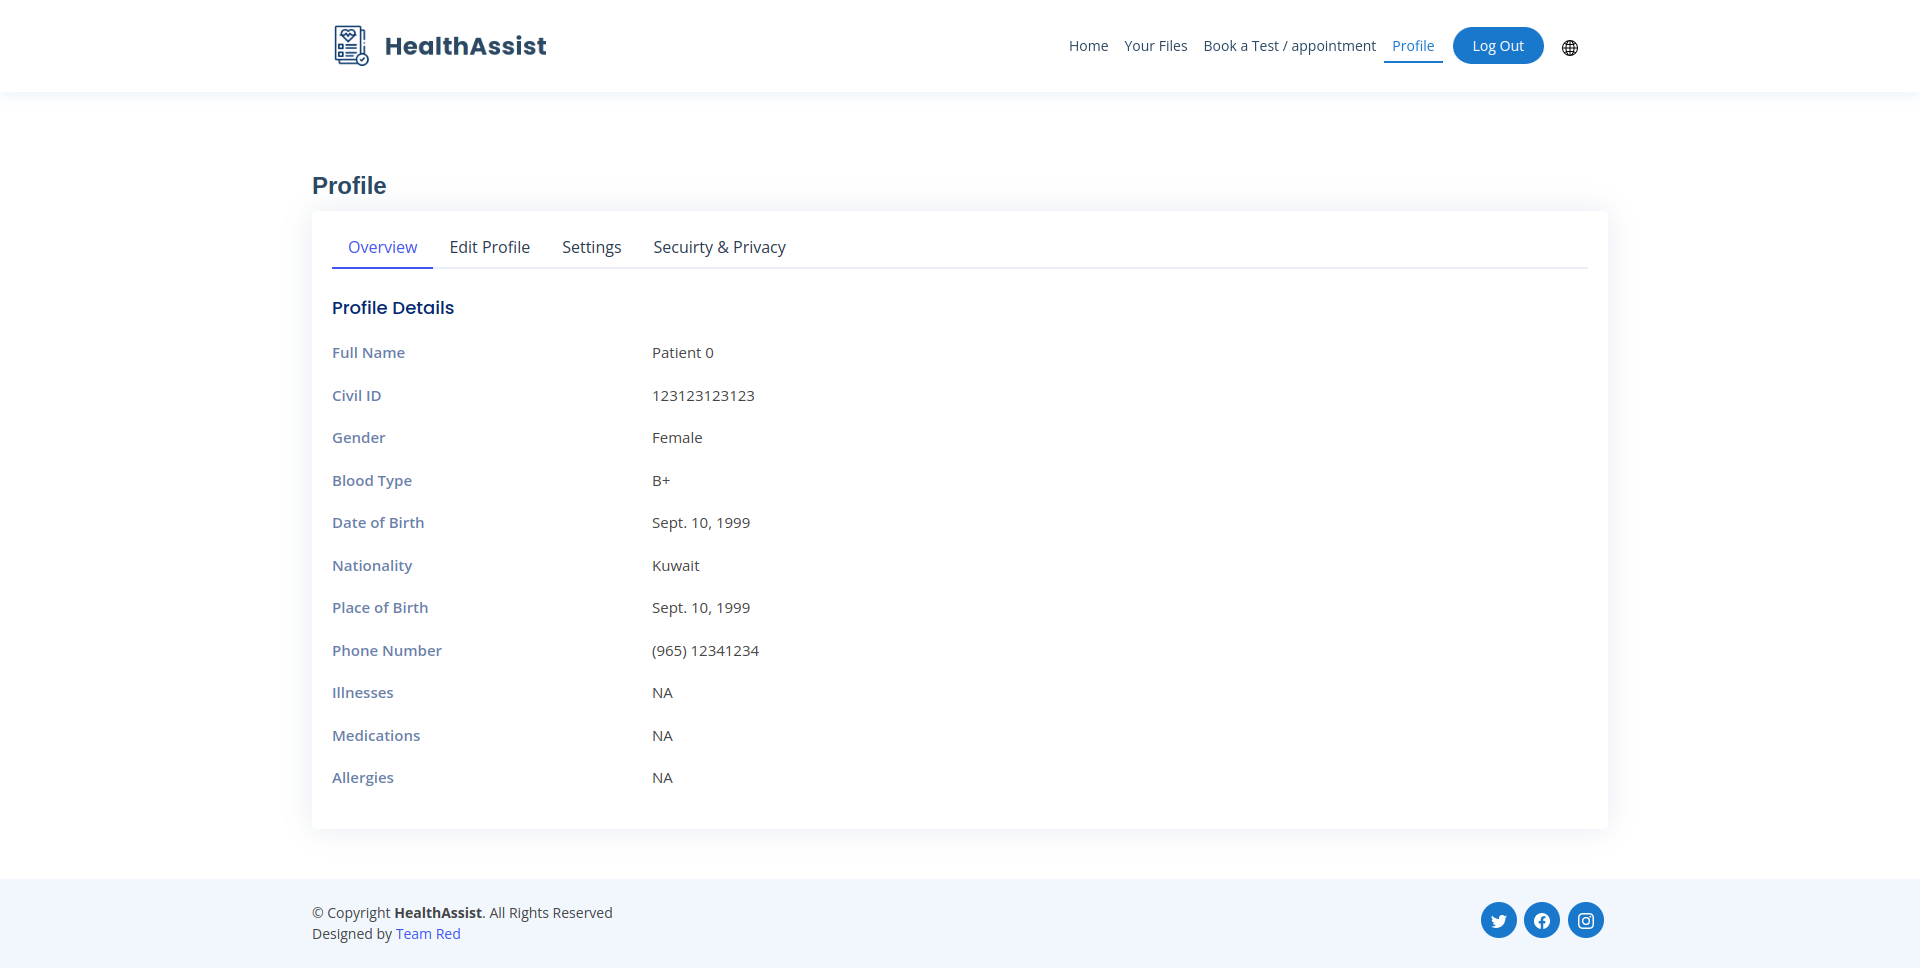 HealthAssist
Home Your Files Book a Test / appointment Profile Log Out
Profile
Overview Edit Profile Settings Secuirty & Privacy
Profile Details
Full Name Patient 0
Civil ID 123123123123
Gender Female
Blood Type B+
Date of Birth Sept. 10, 1999
Nationality Kuwait
Place of Birth Sept. 10, 1999
Phone Number (965) 12341234
Illnesses NA
Medications NA
Allergies NA
© Copyright HealthAssist. All Rights Reserved
Designed by Team Red